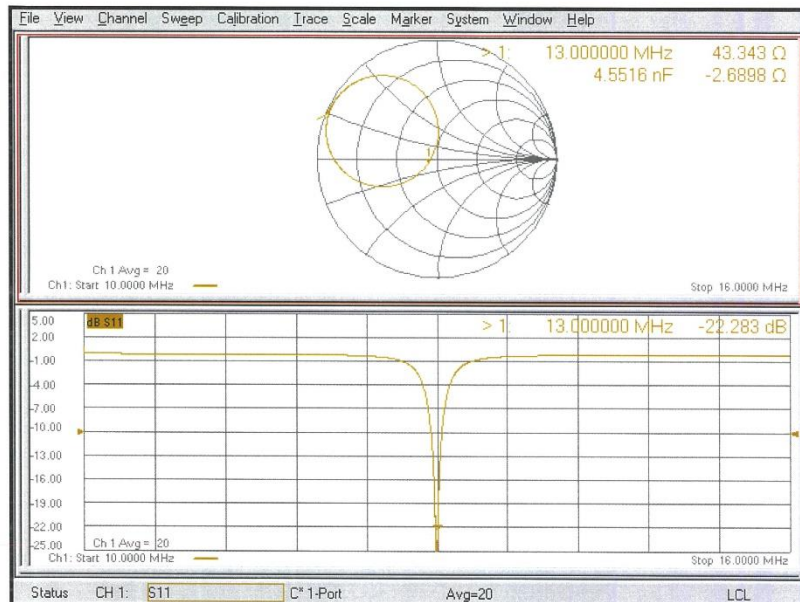 File View Channel Sweep Calibration Trace Scale Marker System Window Help
> 1: 13.000000 MHz 43.343 Ω
4.5516 nF -2.6898 Ω
1
Ch 1 Avg = 20
Ch1: Start 10.0000 MHz Stop 16.0000 MHz
5.00 dB S11 > 1: 13.000000 MHz -22.283 dB
2.00
-1.00
-4.00
-7.00
-10.00
-13.00
-16.00
-19.00
-22.00
-25.00
Ch 1 Avg = 20
Ch1: Start 10.0000 MHz Stop 16.0000 MHz
Status CH 1: S11 C* 1-Port Avg=20 LCL